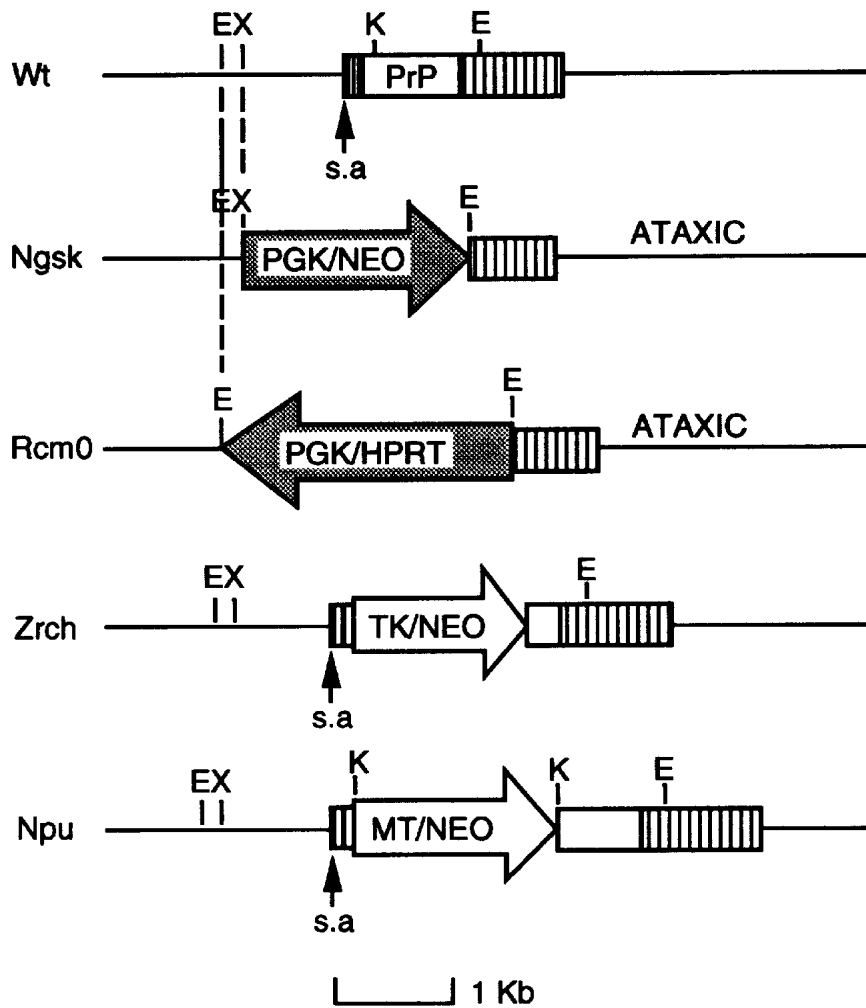 EX K E
Wt PrP
s.a
EX E
Ngsk PGK/NEO ATAXIC
E E
Rcm0 PGK/HPRT ATAXIC
EX E
Zrch TK/NEO
s.a
EX K K E
Npu MT/NEO
s.a
1 Kb